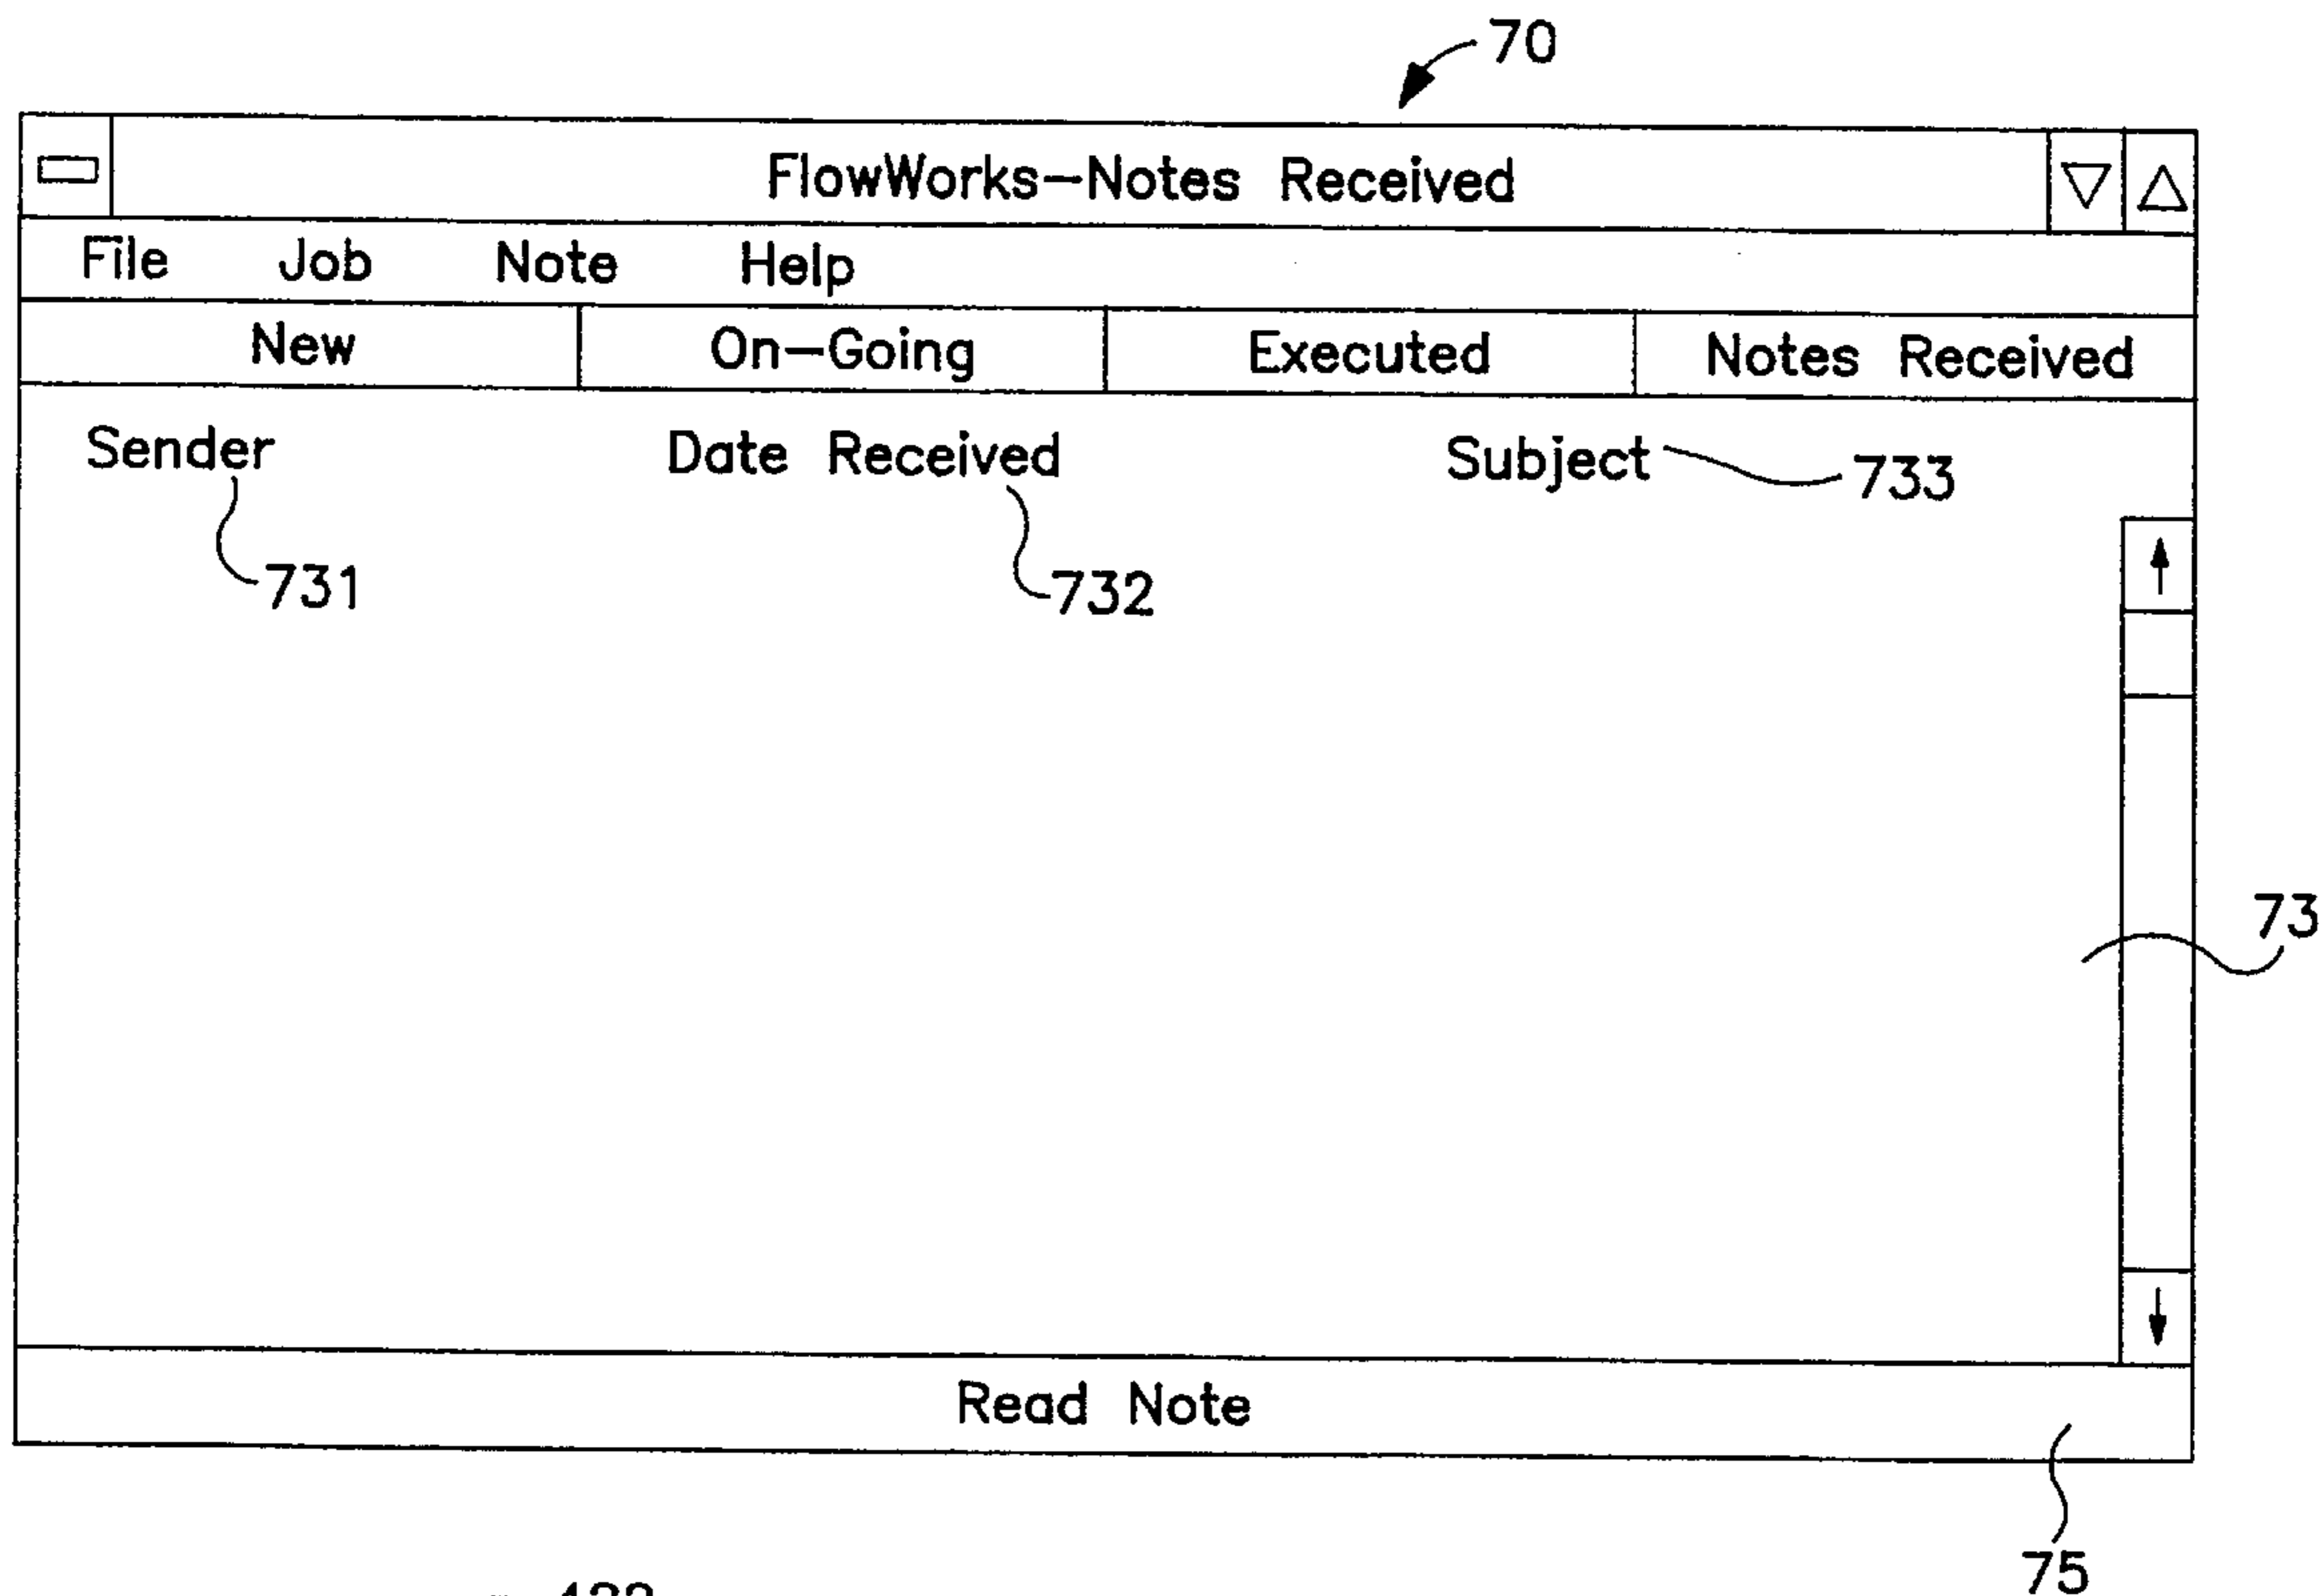 70
FlowWorks-Notes Received
File Job Note Help
New On-Going Executed Notes Received
Sender Date Received Subject 733
731 732
73
Read Note
75